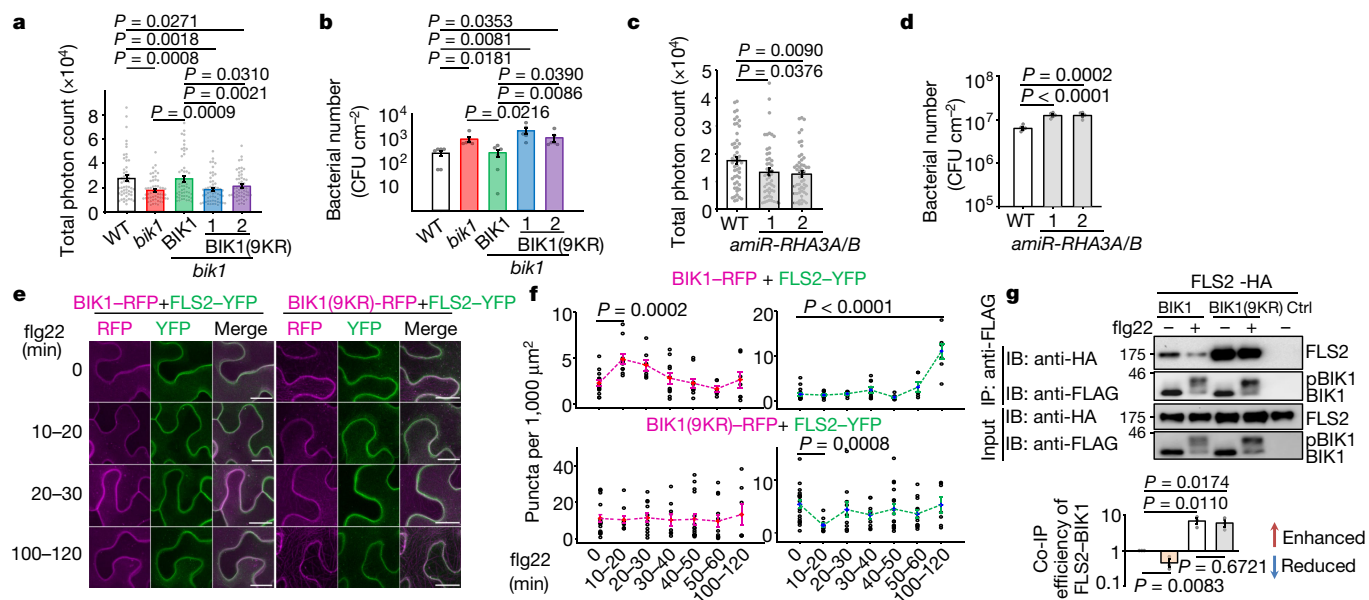 a
P = 0.0271
P = 0.0018
P = 0.0008
P = 0.0310
P = 0.0021
P = 0.0009
Total photon count (×10⁴)
8
6
4
2
0
WT
bik1
BIK1
1
2
BIK1(9KR)
bik1
b
P = 0.0353
P = 0.0081
P = 0.0181
P = 0.0390
P = 0.0086
P = 0.0216
Bacterial number
(CFU cm⁻²)
10⁴
10³
10²
10
WT
bik1
BIK1
1
2
BIK1(9KR)
bik1
c
P = 0.0090
P = 0.0376
Total photon count (×10⁴)
5
4
3
2
1
0
WT
1
2
amiR-RHA3A/B
d
P = 0.0002
P < 0.0001
Bacterial number
(CFU cm⁻²)
10⁸
10⁷
10⁶
10⁵
WT
1
2
amiR-RHA3A/B
e
BIK1–RFP+FLS2–YFP
BIK1(9KR)-RFP+FLS2–YFP
flg22
(min)
RFP YFP Merge RFP YFP Merge
0
10–20
20–30
100–120
f
BIK1–RFP + FLS2–YFP
P = 0.0002
P < 0.0001
10
5
0
20
10
0
BIK1(9KR)–RFP+ FLS2–YFP
P = 0.0008
40
20
0
10
0
Puncta per 1,000 μm²
flg22
(min)
0
10–20
20–30
30–40
40–50
50–60
100–120
0
10–20
20–30
30–40
40–50
50–60
100–120
g
FLS2 -HA
BIK1 BIK1(9KR) Ctrl
flg22 – + – + –
IP: anti-FLAG
IB: anti-HA 175 FLS2
46
IB: anti-FLAG pBIK1
BIK1
Input
IB: anti-HA 175 FLS2
46
IB: anti-FLAG pBIK1
BIK1
P = 0.0174
P = 0.0110
Co-IP
efficiency of
FLS2–BIK1
10
1
0.1
P = 0.6721
P = 0.0083
Enhanced
Reduced